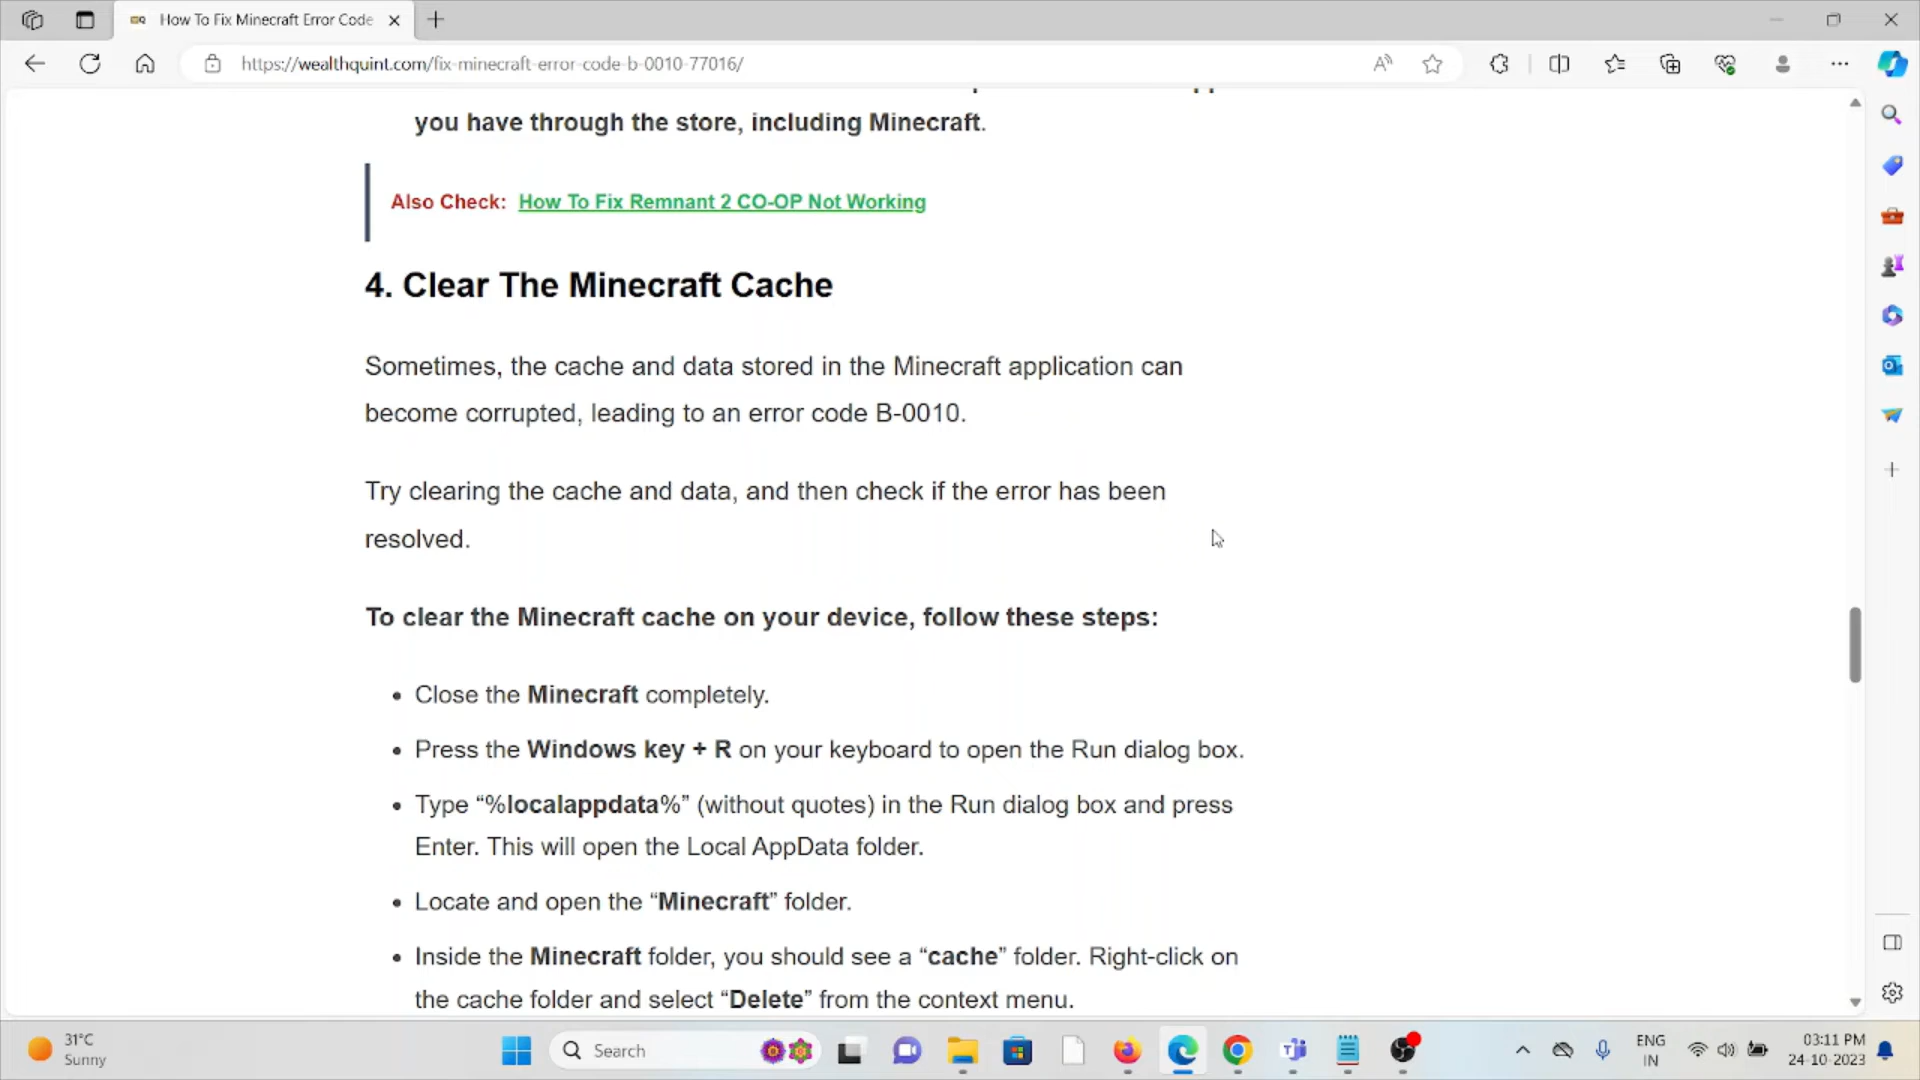 How To Fix Minecraft Error Code
https://wealthquint.com/fix-minecraft-error-code-b-0010-77016/
you have through the store, including Minecraft.
Also Check: How To Fix Remnant 2 CO-OP Not Working
4. Clear The Minecraft Cache
Sometimes, the cache and data stored in the Minecraft application can
become corrupted, leading to an error code B-0010.
Try clearing the cache and data, and then check if the error has been
resolved.
To clear the Minecraft cache on your device, follow these steps:
• Close the Minecraft completely.
• Press the Windows key + R on your keyboard to open the Run dialog box.
• Type “%localappdata%” (without quotes) in the Run dialog box and press
Enter. This will open the Local AppData folder.
• Locate and open the “Minecraft” folder.
• Inside the Minecraft folder, you should see a “cache” folder. Right-click on
the cache folder and select “Delete” from the context menu.
31°C
Sunny
Search
ENG
IN
03:11 PM
24-10-2023